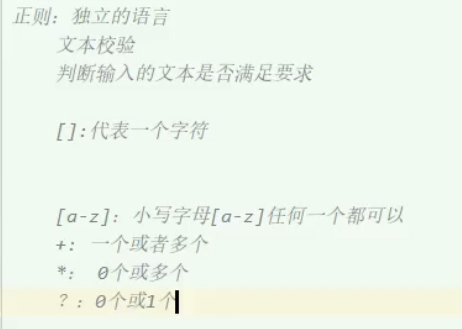 正则: 独立的语言
文本校验
判断输入的文本是否满足要求
[]:代表一个字符
[a-z]: 小写字母[a-z]任何一个都可以
+: 一个或者多个
*: 0个或多个
?: 0个或1个